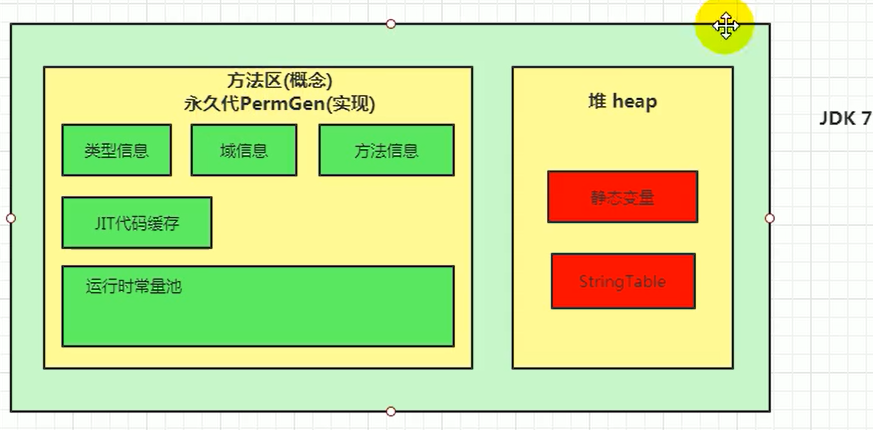 方法区(概念)
永久代PermGen(实现)
类型信息
域信息
方法信息
JIT代码缓存
运行时常量池
堆 heap
静态变量
StringTable
JDK 7